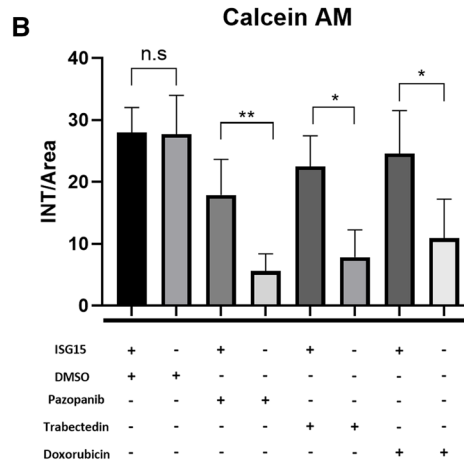 B
Calcein AM
INT/Area
40
30
20
10
0
n.s
**
*
*
ISG15 + - + - + - + -
DMSO + + - - - - - -
Pazopanib - - + + - - - -
Trabectedin - - - - + + - -
Doxorubicin - - - - - - + +